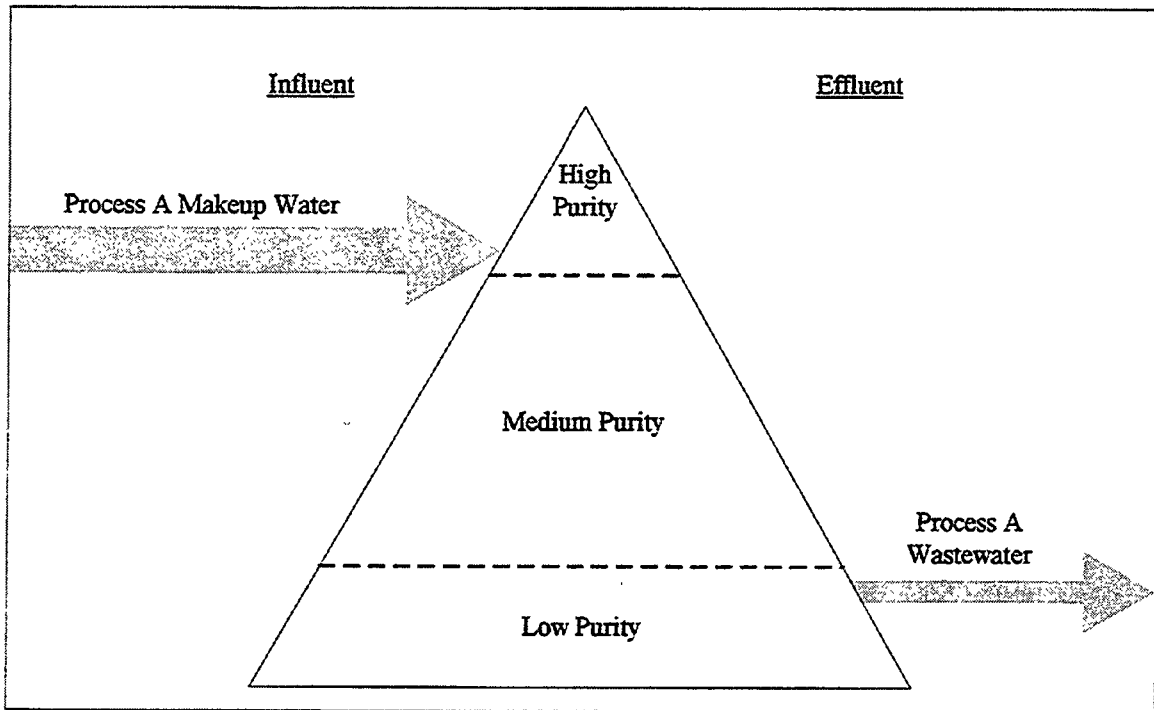 Influent
Effluent
High
Purity
Process A Makeup Water
Medium Purity
Process A
Wastewater
Low Purity